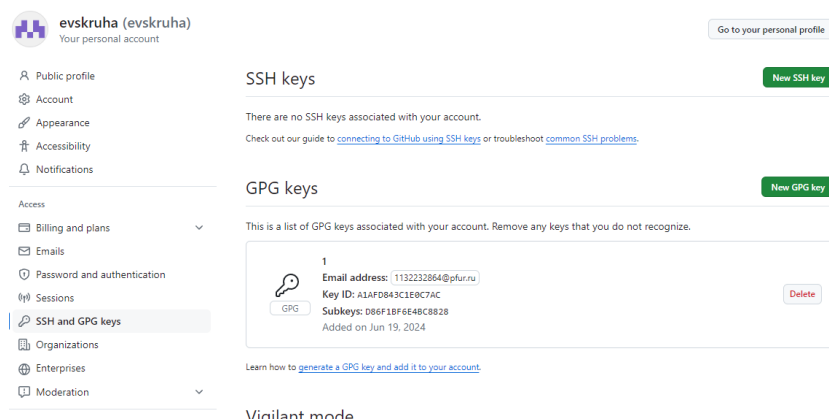 evskruha (evskruha)
Your personal account
Go to your personal profile
Public profile
Account
Appearance
Accessibility
Notifications
Access
Billing and plans
Emails
Password and authentication
Sessions
SSH and GPG keys
Organizations
Enterprises
Moderation
SSH keys
New SSH key
There are no SSH keys associated with your account.
Check out our guide to connecting to GitHub using SSH keys or troubleshoot common SSH problems.
GPG keys
New GPG key
This is a list of GPG keys associated with your account. Remove any keys that you do not recognize.
1
Email address: 1132232864@pfur.ru
Key ID: A1AFD843C1E0C7AC
GPG
Subkeys: D86F1BF6E4BC8828
Added on Jun 19, 2024
Delete
Learn how to generate a GPG key and add it to your account.
Vigilant mode